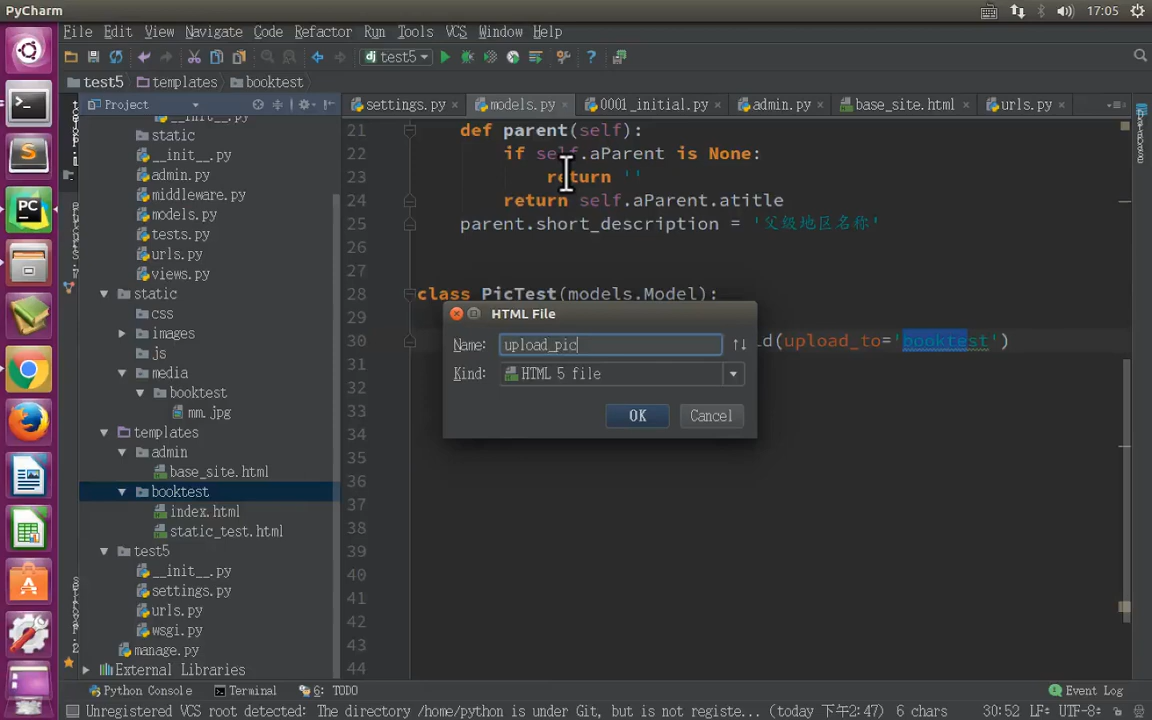 PyCharm
17:05
File Edit View Navigate Code Refactor Run Tools VCS Window Help
dj test5
test5 templates booktest
Project
settings.py × models.py × 0001_initial.py × admin.py × base_site.html × urls.py ×
static
__init__.py
admin.py
middleware.py
models.py
tests.py
urls.py
views.py
static
css
images
js
media
booktest
mm.jpg
templates
admin
base_site.html
booktest
index.html
static_test.html
test5
__init__.py
settings.py
urls.py
wsgi.py
manage.py
External Libraries
21 def parent(self):
22 if self.aParent is None:
23 return ''
24 return self.aParent.atitle
25 parent.short_description = '父级地区名称'
26
27
28 class PicTest(models.Model):
29
30 d(upload_to='booktest')
31
32
33
34
35
36
37
38
39
40
41
42
43
44
HTML File
Name: upload_pic
Kind: HTML 5 file
OK Cancel
Python Console Terminal 6: TODO Event Log
Unregistered VCS root detected: The directory /home/python is under Git, but is not registe... (today 下午2:47) 6 chars 30:52 LF÷ UTF-8÷